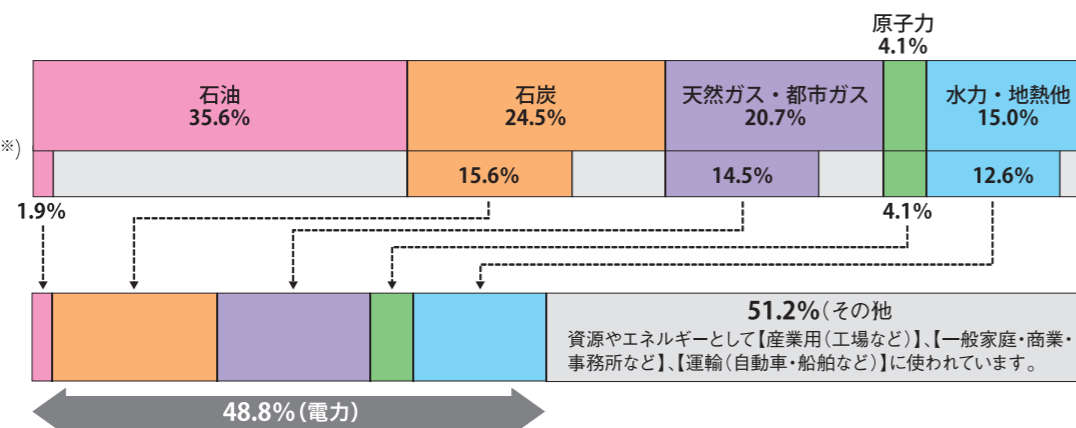 原子力
4.1%
石油
35.6%
石炭
24.5%
天然ガス・都市ガス
20.7%
水力・地熱他
15.0%
※)
15.6%
14.5%
12.6%
1.9%
4.1%
51.2%(その他
資源やエネルギーとして【産業用(工場など)】、【一般家庭・商業・
事務所など】、【運輸(自動車・船舶など)】に使われています。
48.8%(電力)